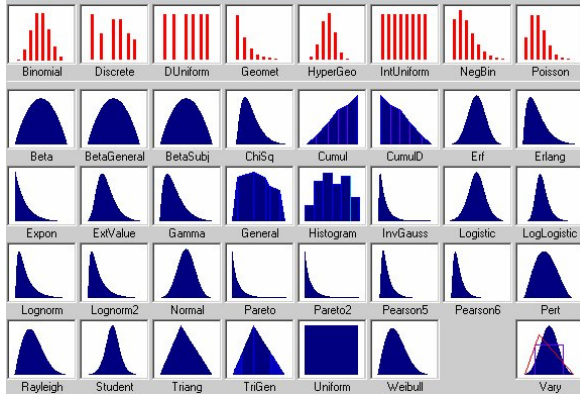 Binomial Discrete DUniform Geomet HyperGeo IntUniform NegBin Poisson
Beta BetaGeneral BetaSubj ChiSq Cumul CumulD Erf Erlang
Expon ExtValue Gamma General Histogram InvGauss Logistic LogLogistic
Lognorm Lognorm2 Normal Pareto Pareto2 Pearson5 Pearson6 Pert
Rayleigh Student Triang TriGen Uniform Weibull Vary